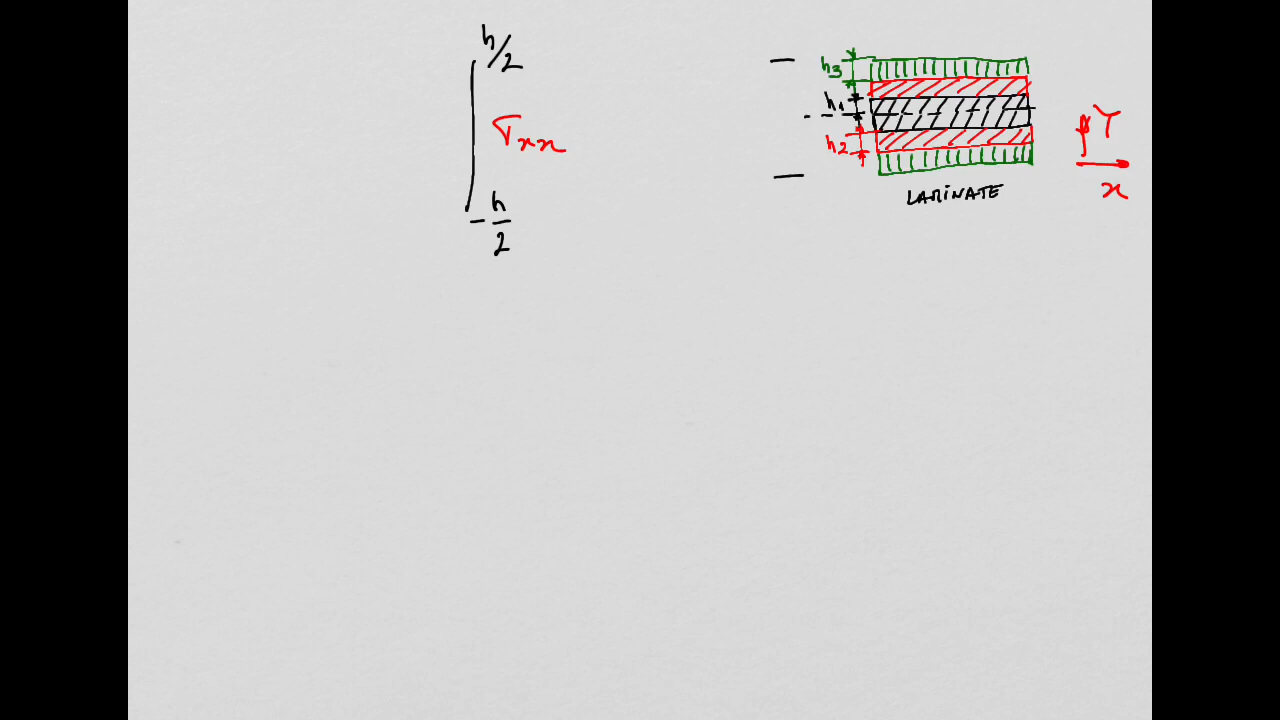 h/2
σxx
-h/2
h3
h1
h2
Y
x
LAMINATE